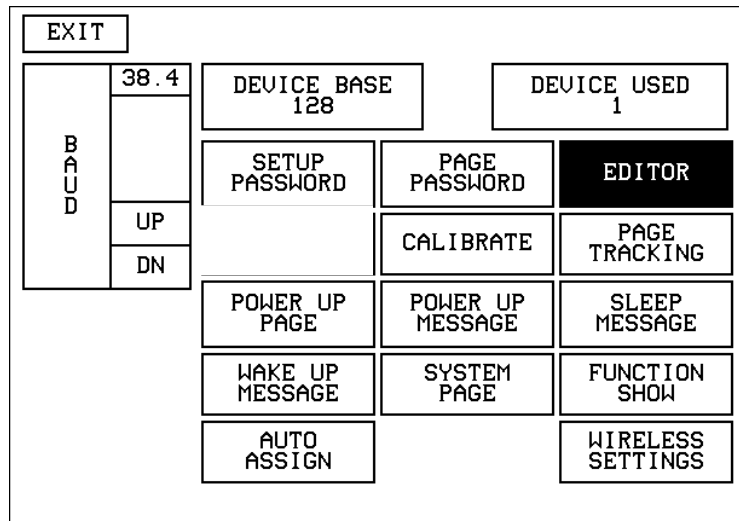 EXIT
38.4
BAUD
UP
DN
DEVICE BASE
128
DEVICE USED
1
SETUP
PASSWORD
PAGE
PASSWORD
EDITOR
CALIBRATE
PAGE
TRACKING
POWER UP
PAGE
POWER UP
MESSAGE
SLEEP
MESSAGE
WAKE UP
MESSAGE
SYSTEM
PAGE
FUNCTION
SHOW
AUTO
ASSIGN
WIRELESS
SETTINGS